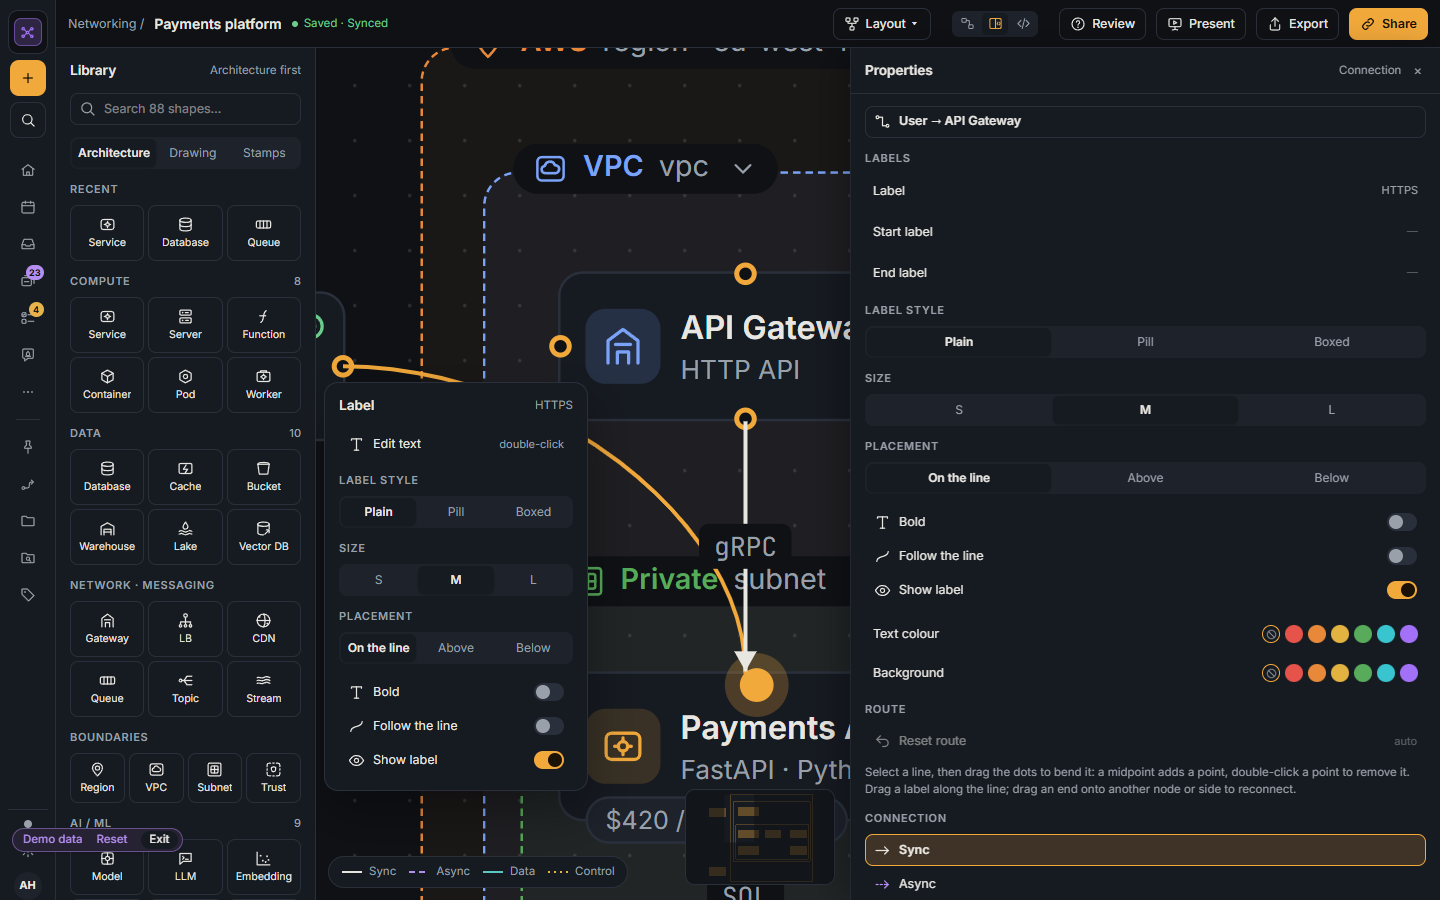 Networking / Payments platform Saved · Synced
Layout
Review
Present
Export
Share
Library
Architecture first
Search 88 shapes...
Architecture
Drawing
Stamps
RECENT
Service
Database
Queue
COMPUTE
8
Service
Server
Function
Container
Pod
Worker
DATA
10
Database
Cache
Bucket
Warehouse
Lake
Vector DB
NETWORK · MESSAGING
Gateway
LB
CDN
Queue
Topic
Stream
BOUNDARIES
Region
VPC
Subnet
Trust
AI / ML
9
Model
LLM
Embedding
23
4
Demo data
Reset
Exit
AH
VPC vpc
API Gatewa
HTTP API
gRPC
Private subnet
Payments
FastAPI · Pyth
$420 /
SQL
Label
HTTPS
Edit text
double-click
LABEL STYLE
Plain
Pill
Boxed
SIZE
S
M
L
PLACEMENT
On the line
Above
Below
Bold
Follow the line
Show label
Sync
Async
Data
Control
Properties
Connection
×
User → API Gateway
LABELS
Label
HTTPS
Start label
—
End label
—
LABEL STYLE
Plain
Pill
Boxed
SIZE
S
M
L
PLACEMENT
On the line
Above
Below
Bold
Follow the line
Show label
Text colour
Background
ROUTE
Reset route
auto
Select a line, then drag the dots to bend it: a midpoint adds a point, double-click a point to remove it.
Drag a label along the line; drag an end onto another node or side to reconnect.
CONNECTION
Sync
Async